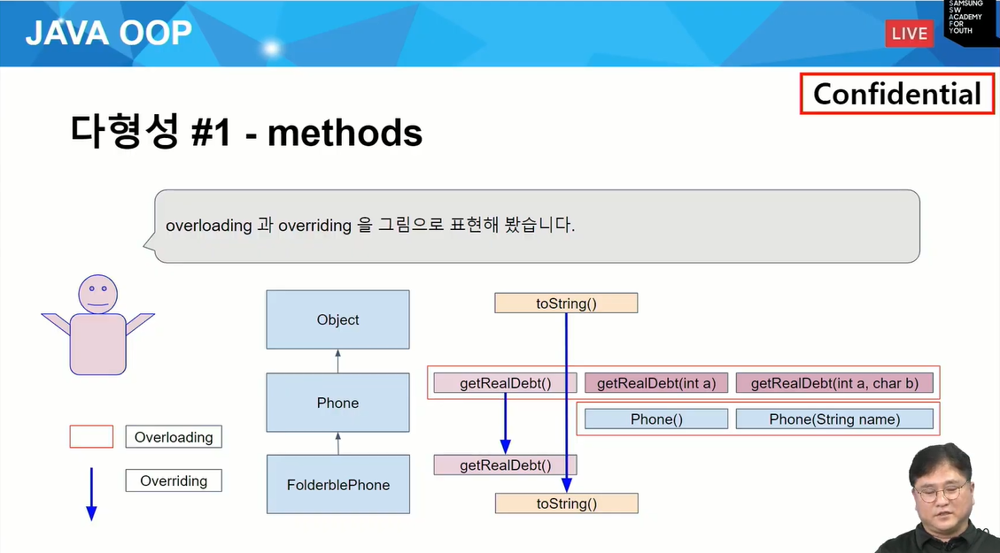 JAVA OOP
LIVE
SAMSUNG
SW
ACADEMY
FOR
YOUTH
Confidential
다형성 #1 - methods
overloading 과 overriding 을 그림으로 표현해 봤습니다.
Object
toString()
getRealDebt()
getRealDebt(int a)
getRealDebt(int a, char b)
Phone
Phone()
Phone(String name)
Overloading
getRealDebt()
Overriding
FolderblePhone
toString()